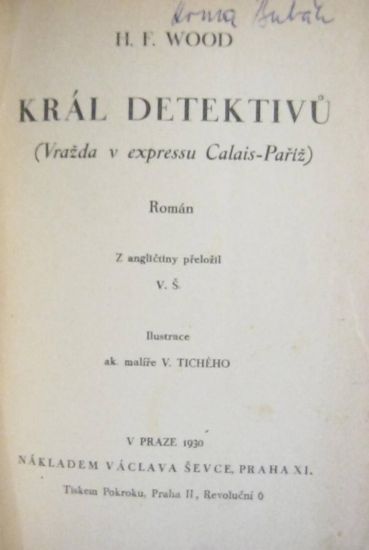 H. F. WOOD
KRÁL DETEKTIVŮ
(Vražda v expressu Calais-Paříž)
Román
Z angličtiny přeložil
V. Š.
Ilustrace
ak. malíře V. TICHÉHO
V PRAZE 1930
NÁKLADEM VÁCLAVA ŠEVCE, PRAHA XI.
Tiskem Pokroku, Praha II, Revoluční 6